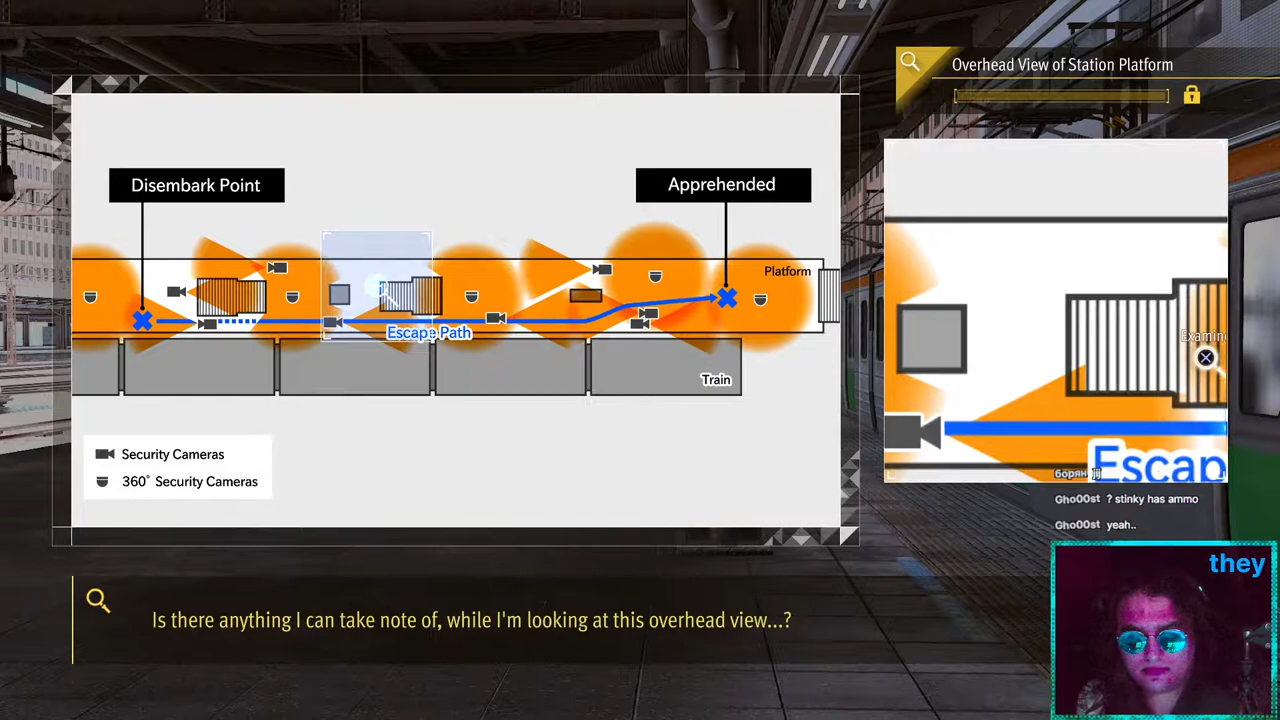 Overhead View of Station Platform
Disembark Point
Apprehended
Platform
Escape Path
Train
Security Cameras
360° Security Cameras
Examin
Escap
борян
Gho00st ? stinky has ammo
Gho00st yeah..
they
Is there anything I can take note of, while I'm looking at this overhead view...?